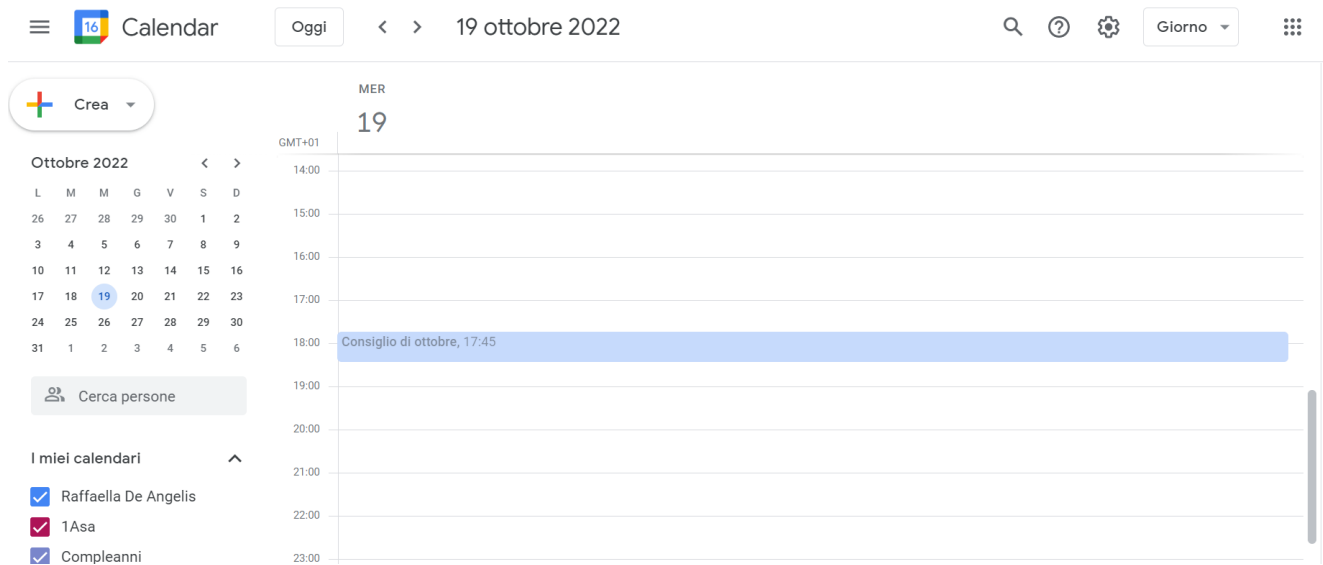 16 Calendar Oggi 19 ottobre 2022 Giorno
Crea
Ottobre 2022
L M M G V S D
26 27 28 29 30 1 2
3 4 5 6 7 8 9
10 11 12 13 14 15 16
17 18 19 20 21 22 23
24 25 26 27 28 29 30
31 1 2 3 4 5 6
Cerca persone
I miei calendari
Raffaella De Angelis
1Asa
Compleanni
MER
19
GMT+01
14:00
15:00
16:00
17:00
18:00
Consiglio di ottobre, 17:45
19:00
20:00
21:00
22:00
23:00